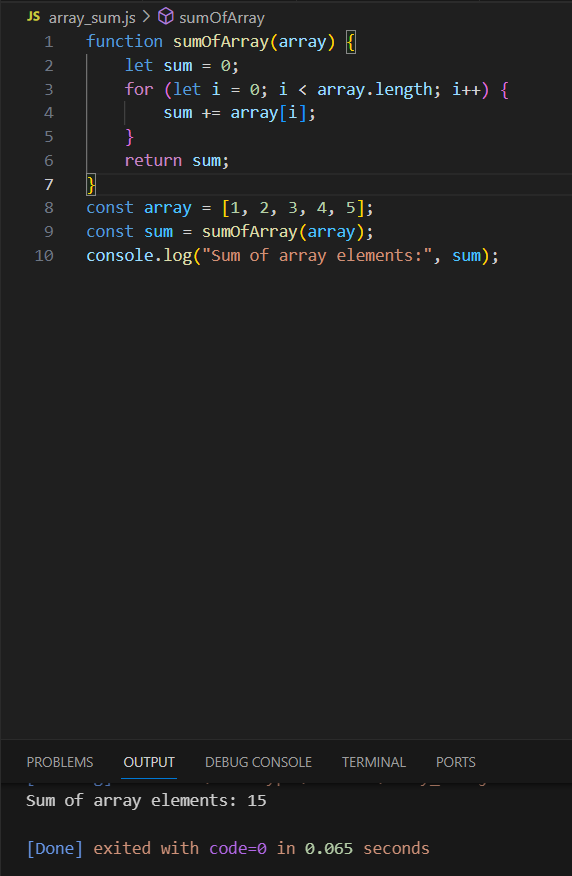 JS array_sum.js > sumOfArray
1 function sumOfArray(array) {
2     let sum = 0;
3     for (let i = 0; i < array.length; i++) {
4         sum += array[i];
5     }
6     return sum;
7 }
8 const array = [1, 2, 3, 4, 5];
9 const sum = sumOfArray(array);
10 console.log("Sum of array elements:", sum);
PROBLEMS OUTPUT DEBUG CONSOLE TERMINAL PORTS
Sum of array elements: 15
[Done] exited with code=0 in 0.065 seconds